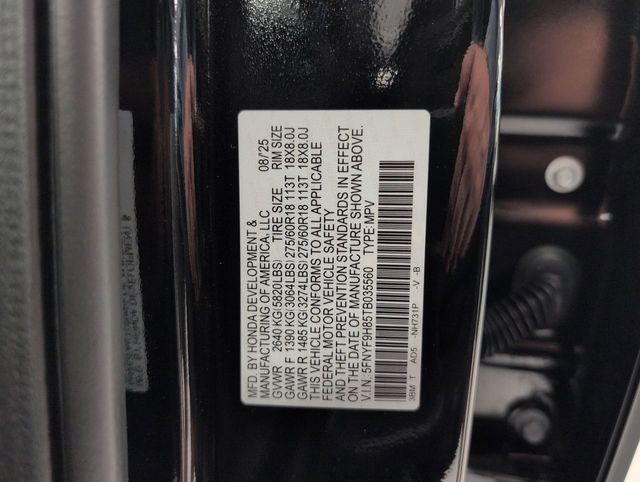 MFD. BY HONDA DEVELOPMENT &
MANUFACTURING OF AMERICA, LLC 08/25
GVWR 2640 KG(5820LBS) TIRE SIZE RIM SIZE
GAWR F 1390 KG(3064LBS) 275/60R18 113T 18X8.0J
GAWR R 1485 KG(3274LBS) 275/60R18 113T 18X8.0J
THIS VEHICLE CONFORMS TO ALL APPLICABLE
FEDERAL MOTOR VEHICLE SAFETY
AND THEFT PREVENTION STANDARDS IN EFFECT
ON THE DATE OF MANUFACTURE SHOWN ABOVE.
V.I.N.: 5FNYF9H85TB035560 TYPE:MPV
3BM T AD5 -NH731P -V -B